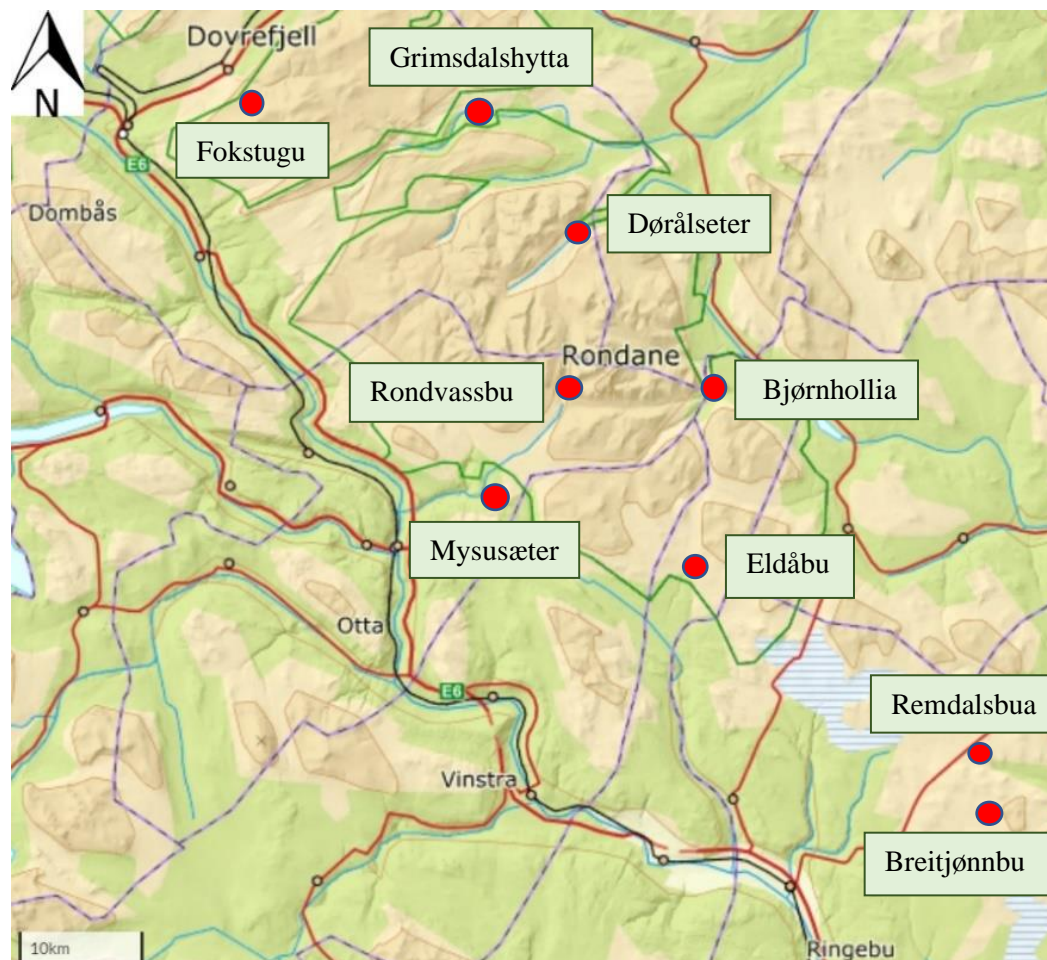 Dovrefjell
Grimsdalshytta
N
Fokstugu
E6
Dombås
Dørålseter
Rondane
Rondvassbu
Bjørnhollia
Mysusæter
Eldåbu
Otta
E6
Remdalsbua
Vinstra
Breitjønnbu
10km
Ringebu